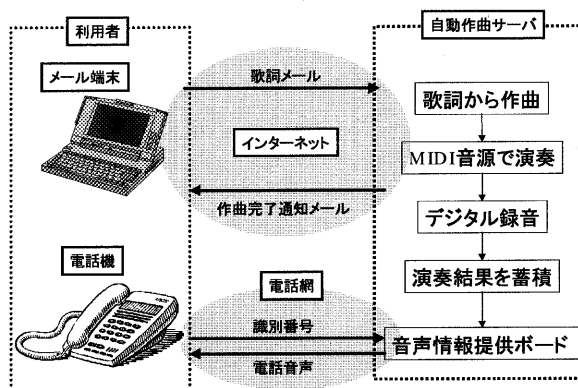 利用者
メール端末
電話機
歌詞メール
インターネット
作曲完了通知メール
電話網
識別番号
電話音声
自動作曲サーバ
歌詞から作曲
MIDI音源で演奏
デジタル録音
演奏結果を蓄積
音声情報提供ボード